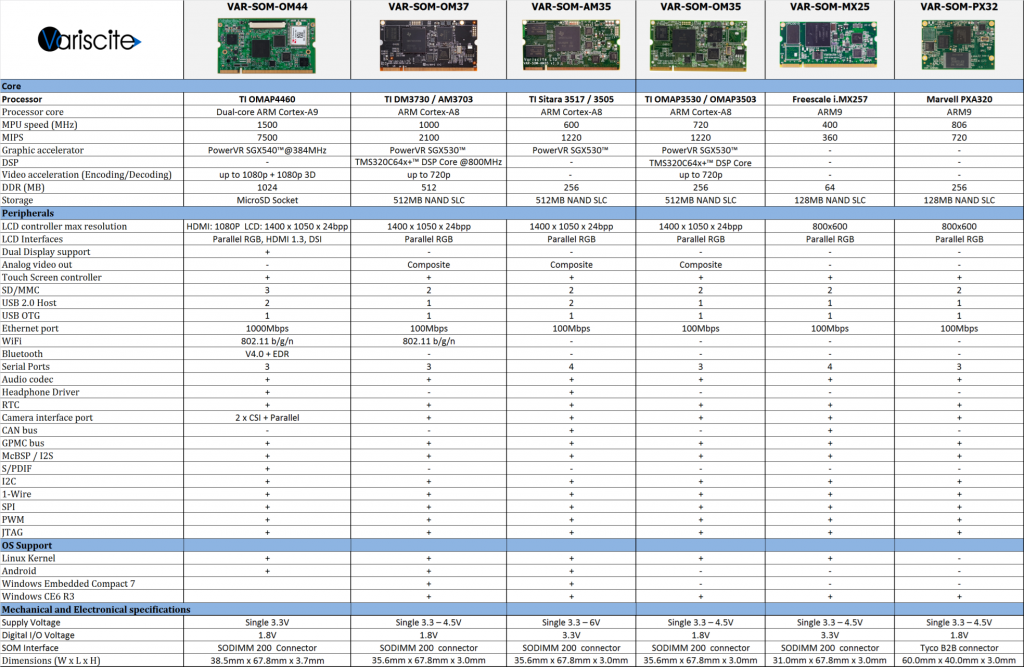 Variscite VAR-SOM-OM44 VAR-SOM-OM37 VAR-SOM-AM35 VAR-SOM-OM35 VAR-SOM-MX25 VAR-SOM-PX32
Core
Processor TI OMAP4460 TI DM3730 / AM3703 TI Sitara 3517 / 3505 TI OMAP3530 / OMAP3503 Freescale i.MX257 Marvell PXA320
Processor core Dual-core ARM Cortex-A9 ARM Cortex-A8 ARM Cortex-A8 ARM Cortex-A8 ARM9 ARM9
MPU speed (MHz) 1500 1000 600 720 400 806
MIPS 7500 2100 1220 1220 360 720
Graphic accelerator PowerVR SGX540™@384MHz PowerVR SGX530™ PowerVR SGX530™ PowerVR SGX530™ - -
DSP - TMS320C64x+™ DSP Core @800MHz - TMS320C64x+™ DSP Core - -
Video acceleration (Encoding/Decoding) up to 1080p + 1080p 3D up to 720p - up to 720p - -
DDR (MB) 1024 512 256 256 64 256
Storage MicroSD Socket 512MB NAND SLC 512MB NAND SLC 512MB NAND SLC 128MB NAND SLC 128MB NAND SLC
Peripherals
LCD controller max resolution HDMI: 1080P LCD: 1400 x 1050 x 24bpp 1400 x 1050 x 24bpp 1400 x 1050 x 24bpp 1400 x 1050 x 24bpp 800x600 800x600
LCD Interfaces Parallel RGB, HDMI 1.3, DSI Parallel RGB Parallel RGB Parallel RGB Parallel RGB Parallel RGB
Dual Display support + - - - - -
Analog video out - Composite Composite Composite - -
Touch Screen controller + + + + + +
SD/MMC 3 2 2 2 2 2
USB 2.0 Host 2 1 2 1 1 1
USB OTG 1 1 1 1 1 1
Ethernet port 1000Mbps 100Mbps 100Mbps 100Mbps 100Mbps 100Mbps
WiFi 802.11 b/g/n 802.11 b/g/n - - - -
Bluetooth V4.0 + EDR - - - - -
Serial Ports 3 3 4 3 4 3
Audio codec + + + + + +
Headphone Driver + - + - - -
RTC + + + + + +
Camera interface port 2 x CSI + Parallel + + + + +
CAN bus - - + - + -
GPMC bus + + + + + +
McBSP / I2S + + + + + +
S/PDIF + - - - - -
I2C + + + + + +
1-Wire + + + + + +
SPI + + + + + +
PWM + + + + + +
JTAG + + + + + +
OS Support
Linux Kernel + + + + + -
Android + + + - - -
Windows Embedded Compact 7 + + - - -
Windows CE6 R3 + + + + +
Mechanical and Electronical specifications
Supply Voltage Single 3.3V Single 3.3 – 4.5V Single 3.3 – 6V Single 3.3 – 4.5V Single 3.3 – 4.5V Single 3.3 – 4.5V
Digital I/O Voltage 1.8V 1.8V 3.3V 1.8V 3.3V 1.8V
SOM Interface SODIMM 200 Connector SODIMM 200 connector SODIMM 200 connector SODIMM 200 connector SODIMM 200 connector Tyco B2B connector
Dimensions (W x L x H) 38.5mm x 67.8mm x 3.7mm 35.6mm x 67.8mm x 3.0mm 35.6mm x 67.8mm x 3.0mm 35.6mm x 67.8mm x 3.0mm 31.0mm x 67.8mm x 3.0mm 60.0mm x 40.0mm x 3.0mm